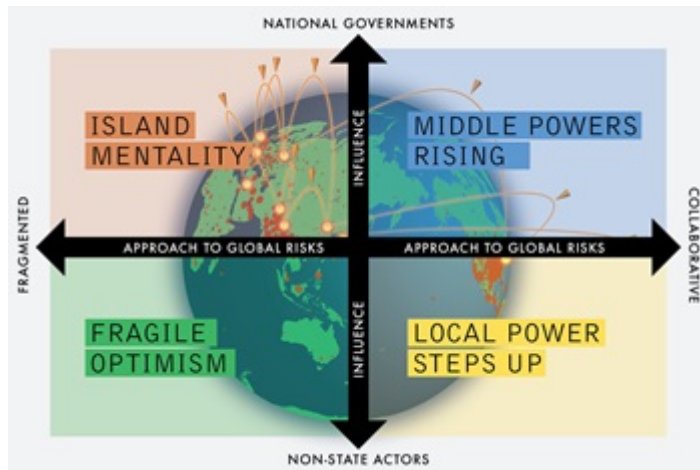 NATIONAL GOVERNMENTS
ISLAND
MENTALITY
INFLUENCE
MIDDLE POWERS
RISING
FRAGMENTED
APPROACH TO GLOBAL RISKS
APPROACH TO GLOBAL RISKS
COLLABORATIVE
FRAGILE
OPTIMISM
INFLUENCE
LOCAL POWER
STEPS UP
NON-STATE ACTORS